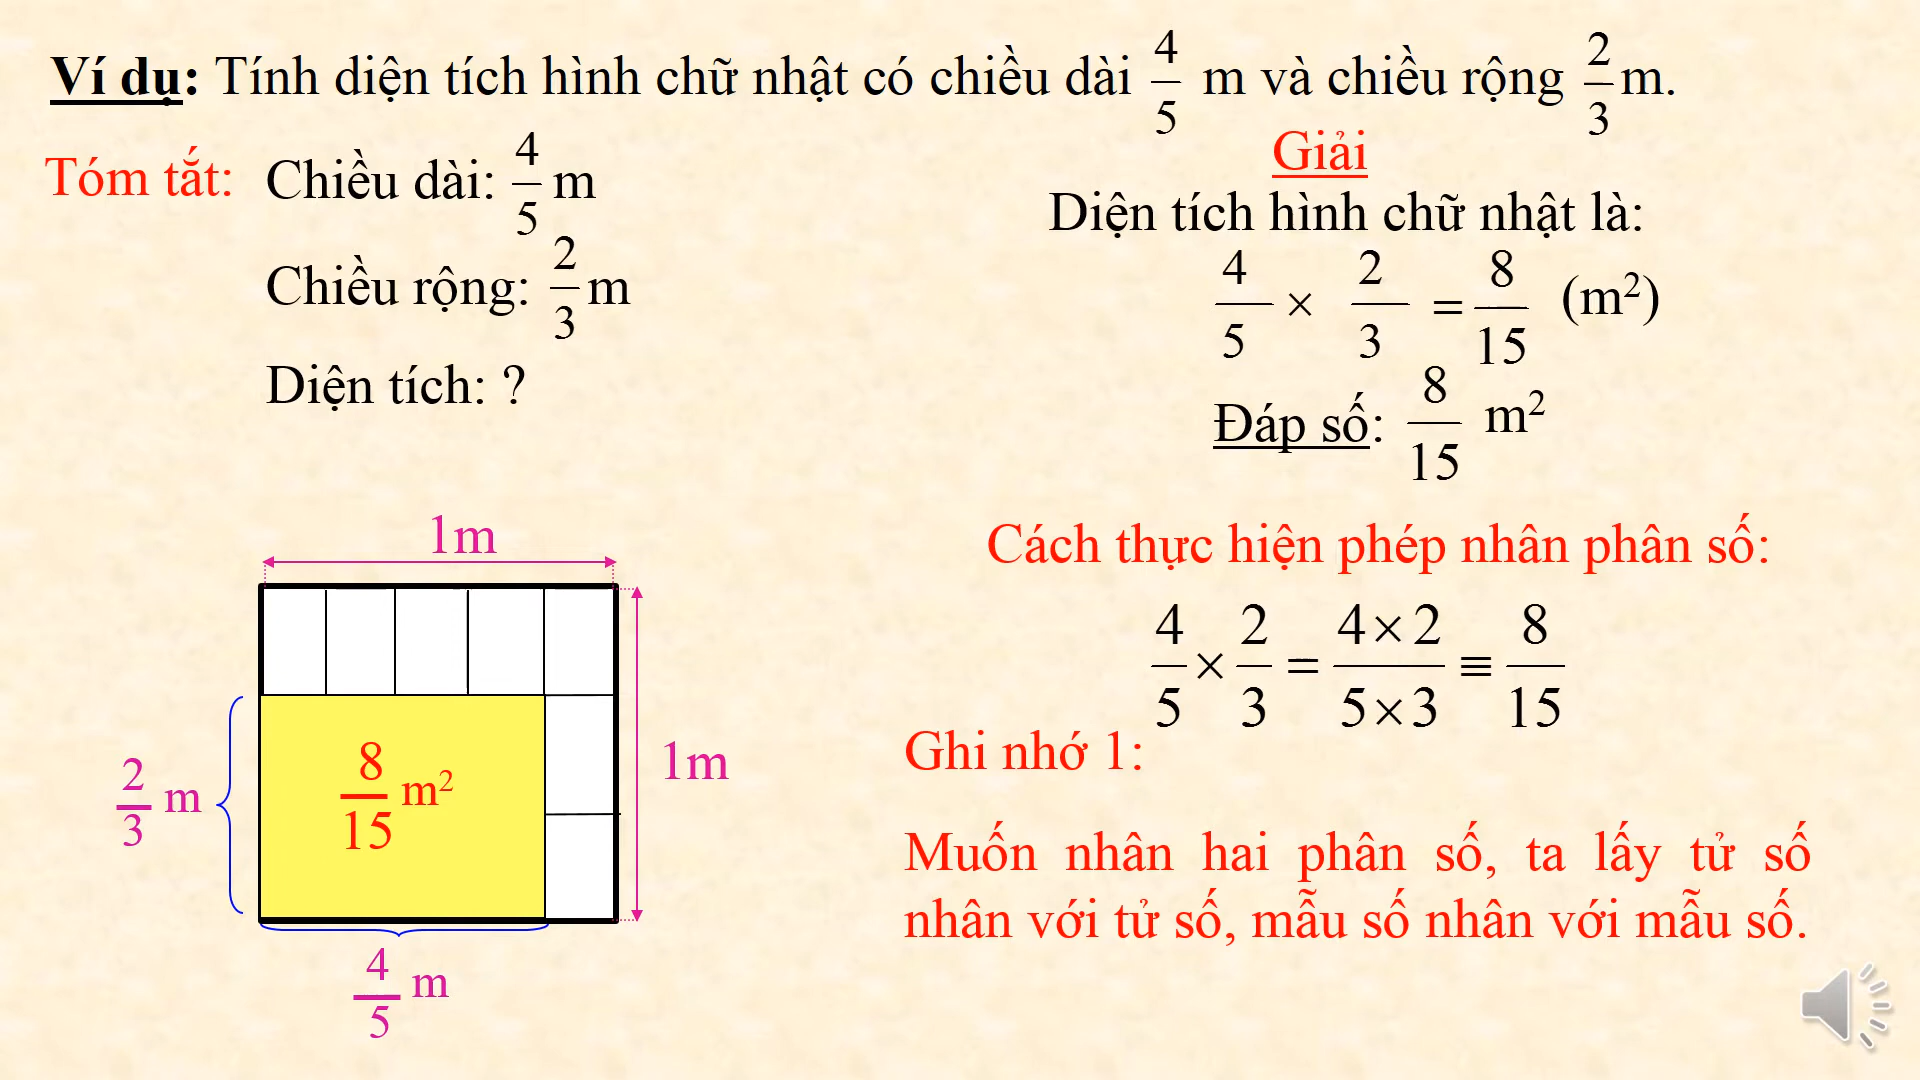 Ví dụ: Tính diện tích hình chữ nhật có chiều dài 4/5 m và chiều rộng 2/3 m.
Tóm tắt: Chiều dài: 4/5 m
Chiều rộng: 2/3 m
Diện tích: ?
Giải
Diện tích hình chữ nhật là:
4/5 × 2/3 = 8/15 (m²)
Đáp số: 8/15 m²
1m
1m
2/3 m
8/15 m²
4/5 m
Cách thực hiện phép nhân phân số:
4/5 × 2/3 = 4 × 2/5 × 3 ≡ 8/15
Ghi nhớ 1:
Muốn nhân hai phân số, ta lấy tử số
nhân với tử số, mẫu số nhân với mẫu số.